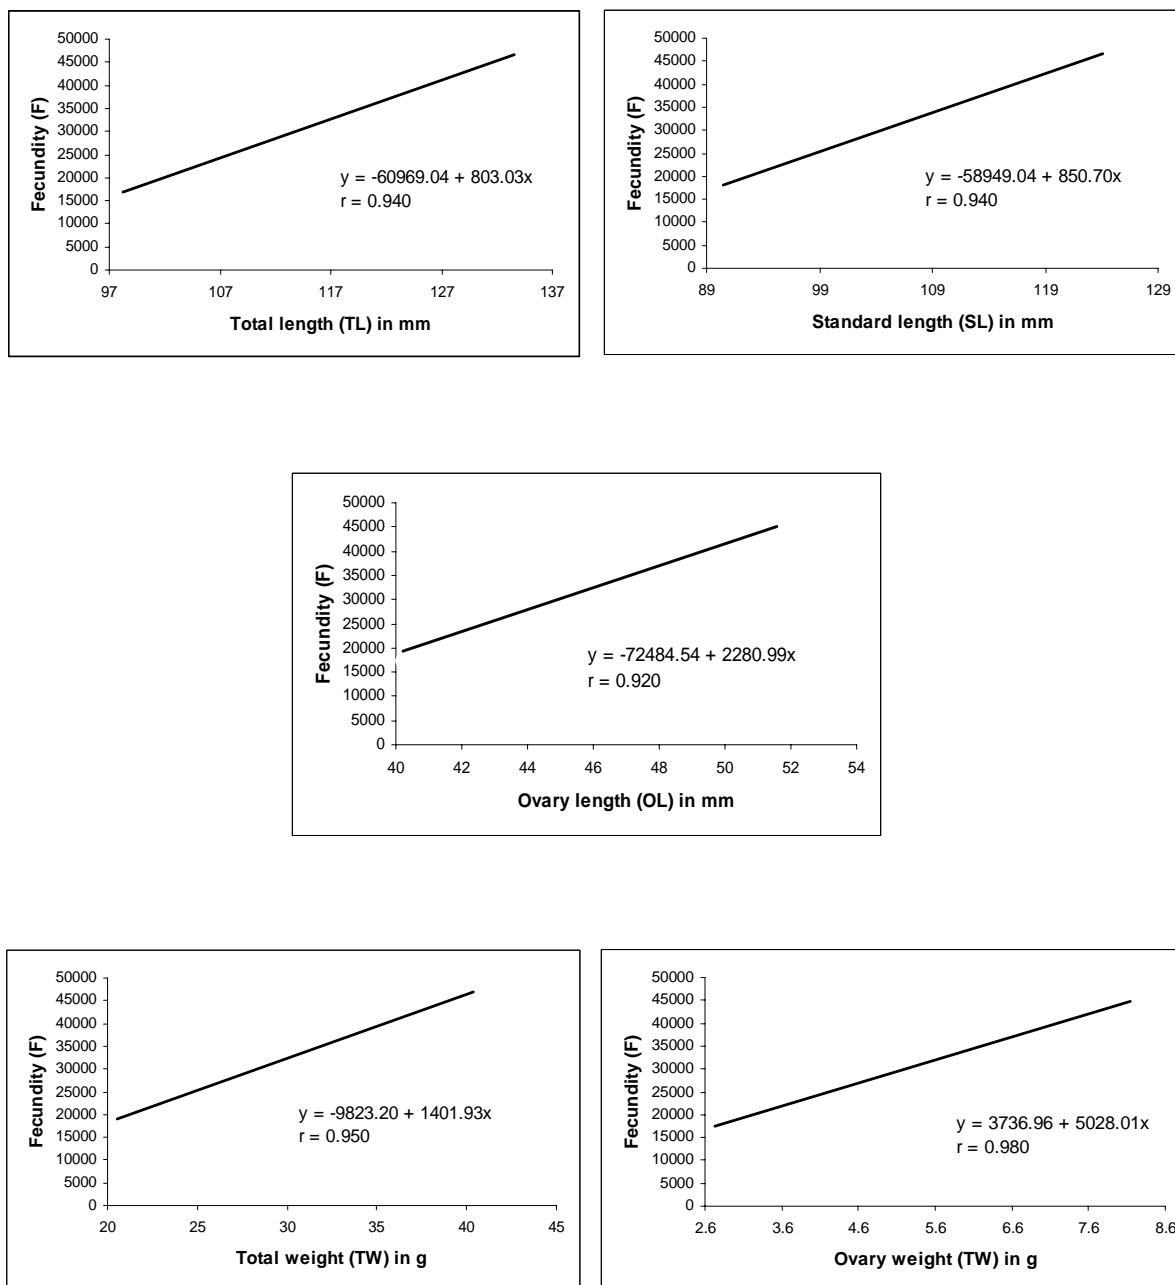 50000
45000
40000
35000
30000
25000
20000
15000
10000
5000
0
Fecundity (F)
y = -60969.04 + 803.03x
r = 0.940
97 107 117 127 137
Total length (TL) in mm
50000
45000
40000
35000
30000
25000
20000
15000
10000
5000
0
Fecundity (F)
y = -58949.04 + 850.70x
r = 0.940
89 99 109 119 129
Standard length (SL) in mm
50000
45000
40000
35000
30000
25000
20000
15000
10000
5000
0
Fecundity (F)
y = -72484.54 + 2280.99x
r = 0.920
40 42 44 46 48 50 52 54
Ovary length (OL) in mm
50000
45000
40000
35000
30000
25000
20000
15000
10000
5000
0
Fecundity (F)
y = -9823.20 + 1401.93x
r = 0.950
20 25 30 35 40 45
Total weight (TW) in g
50000
45000
40000
35000
30000
25000
20000
15000
10000
5000
0
Fecundity (F)
y = 3736.96 + 5028.01x
r = 0.980
2.6 3.6 4.6 5.6 6.6 7.6 8.6
Ovary weight (TW) in g